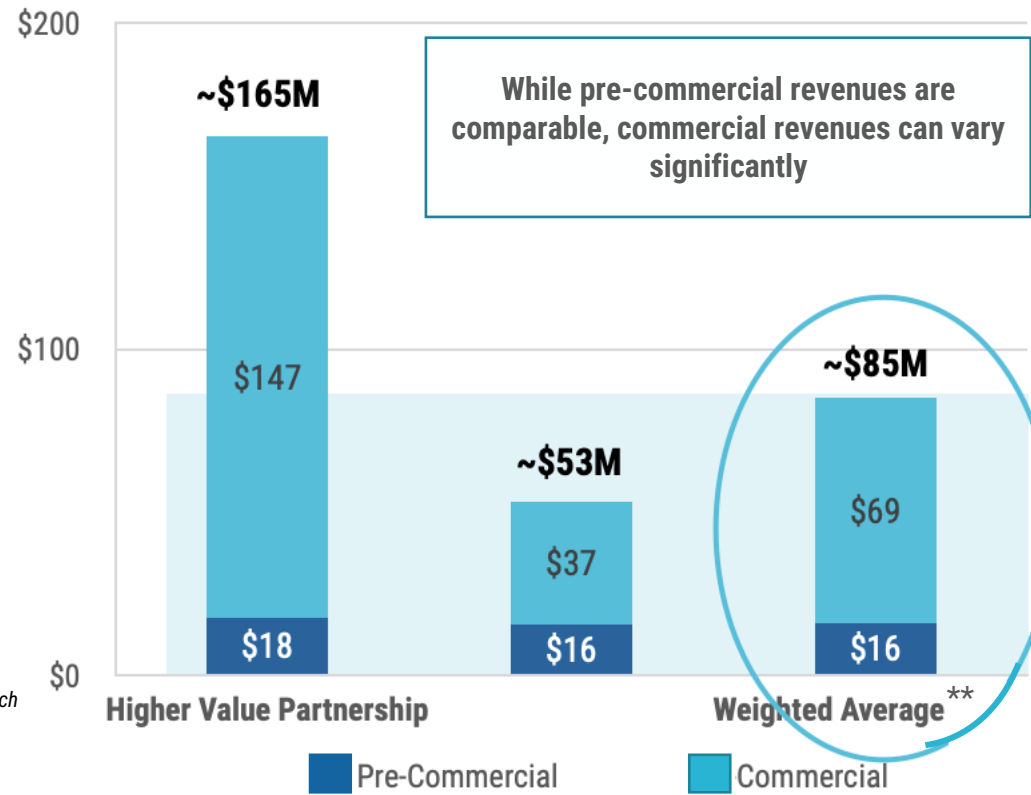 $200
~$165M
While pre-commercial revenues are
comparable, commercial revenues can vary
significantly
$147
$100
~$85M
~$53M
$69
$37
$18
$16
$16
$0
ch
Higher Value Partnership
Weighted Average**
Pre-Commercial
Commercial